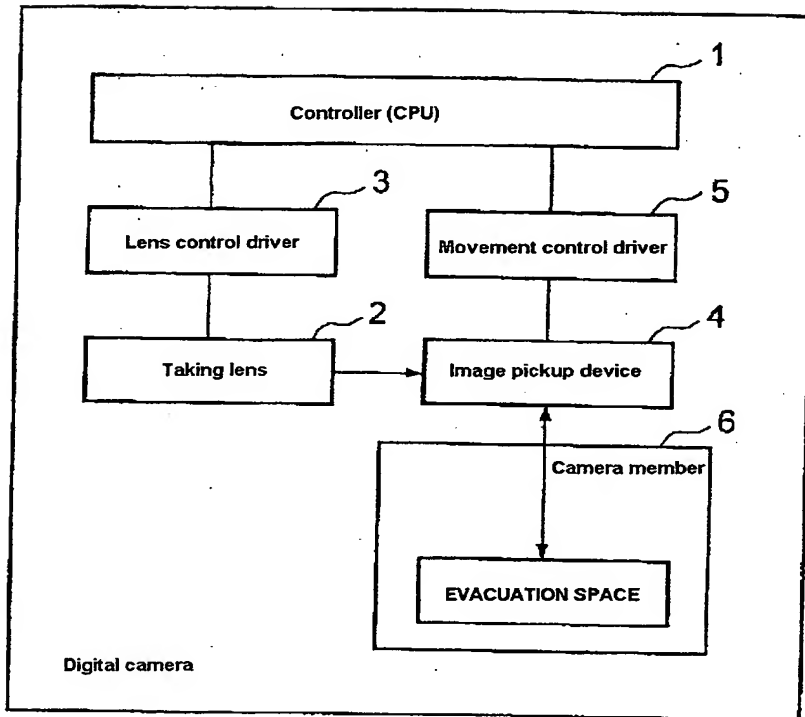 1
Controller (CPU)
3
5
Lens control driver
Movement control driver
2
4
Taking lens
Image pickup device
6
Camera member
EVACUATION SPACE
Digital camera